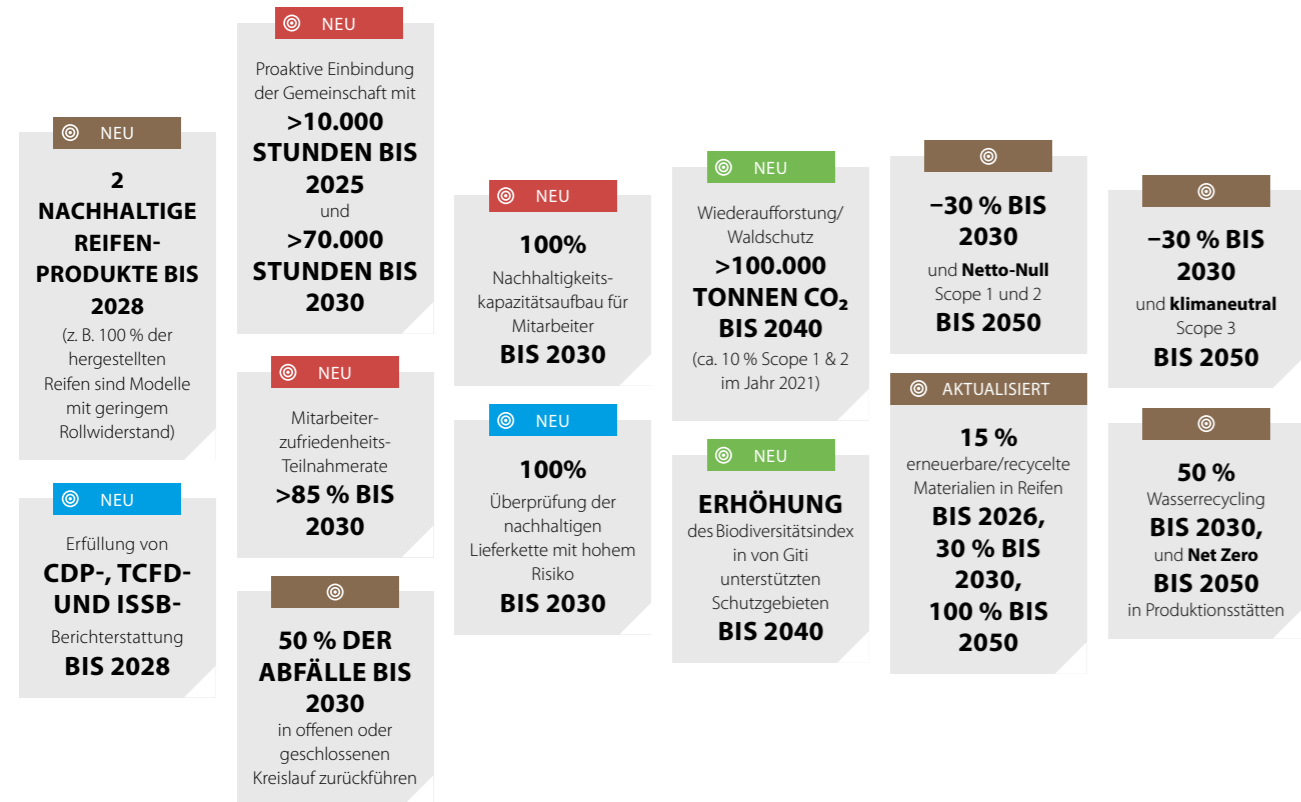 NEU
2
NACHHALTIGE
REIFEN-
PRODUKTE BIS
2028
(z. B. 100 % der
hergestellten
Reifen sind Modelle
mit geringem
Rollwiderstand)
NEU
Erfüllung von
CDP-, TCFD-
UND ISSB-
Berichterstattung
BIS 2028
NEU
Proaktive Einbindung
der Gemeinschaft mit
>10.000
STUNDEN BIS
2025
und
>70.000
STUNDEN BIS
2030
NEU
Mitarbeiter-
zufriedenheits-
Teilnahmerate
>85 % BIS
2030
50 % DER
ABFÄLLE BIS
2030
in offenen oder
geschlossenen
Kreislauf zurückführen
NEU
100%
Nachhaltigkeits-
kapazitätsaufbau für
Mitarbeiter
BIS 2030
NEU
100%
Überprüfung der
nachhaltigen
Lieferkette mit hohem
Risiko
BIS 2030
NEU
Wiederaufforstung/
Waldschutz
>100.000
TONNEN CO₂
BIS 2040
(ca. 10 % Scope 1 & 2
im Jahr 2021)
NEU
ERHÖHUNG
des Biodiversitätsindex
in von Giti
unterstützten
Schutzgebieten
BIS 2040
−30 % BIS
2030
und Netto-Null
Scope 1 und 2
BIS 2050
AKTUALISIERT
15 %
erneuerbare/recycelte
Materialien in Reifen
BIS 2026,
30 % BIS
2030,
100 % BIS
2050
−30 % BIS
2030
und klimaneutral
Scope 3
BIS 2050
50 %
Wasserrecycling
BIS 2030,
und Net Zero
BIS 2050
in Produktionsstätten